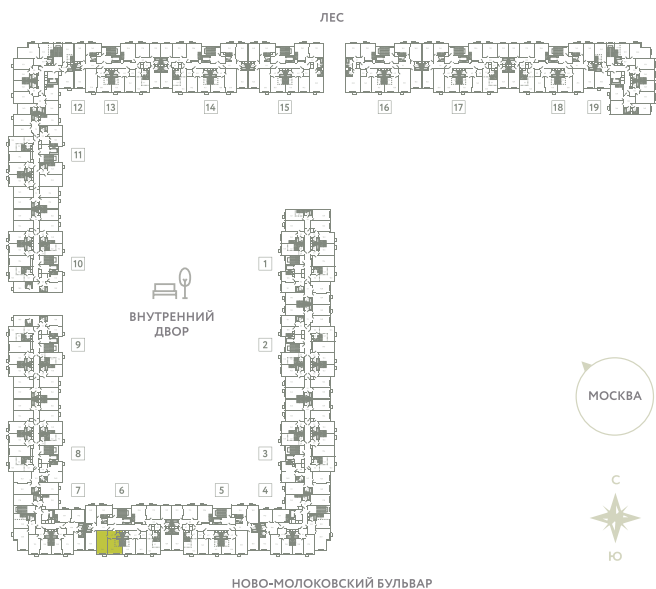 ЛЕС
12 13 14 15 16 17 18 19
11
10 1
ВНУТРЕННИЙ
ДВОР
9 2
МОСКВА
8 3
7 6 5 4
С
Ю
НОВО-МОЛОКОВСКИЙ БУЛЬВАР